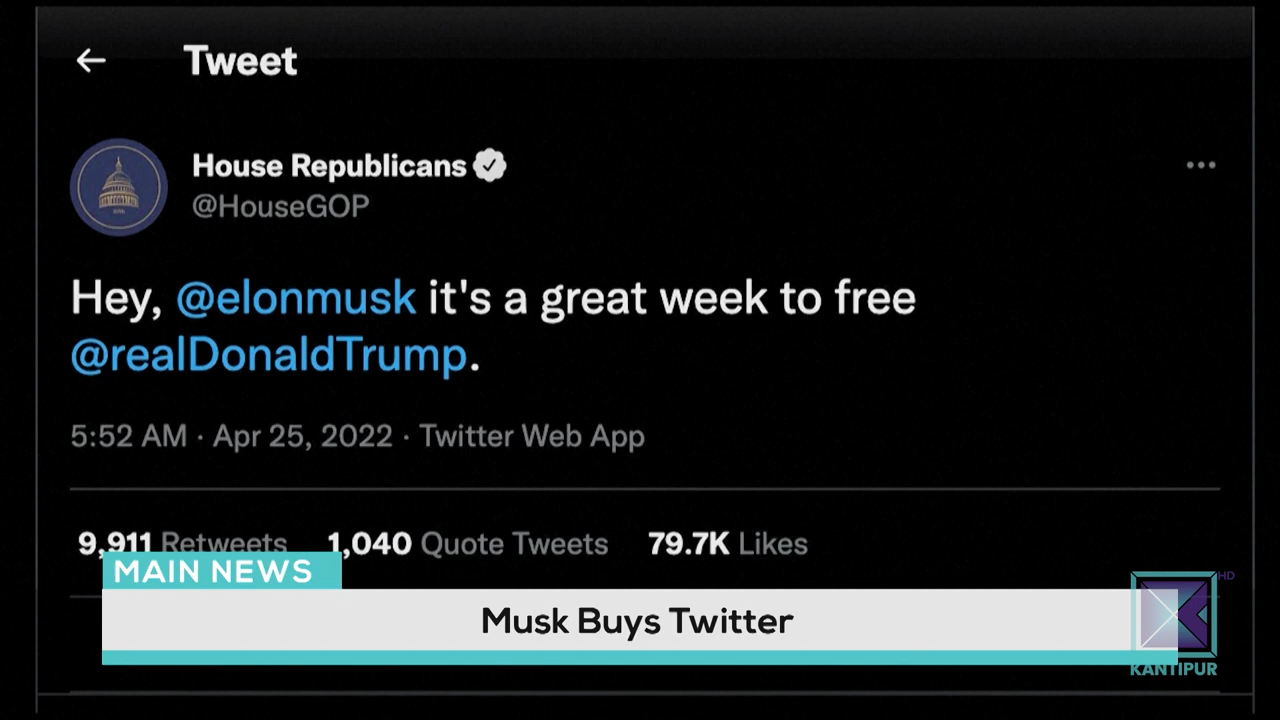 Tweet
House Republicans
@HouseGOP
Hey, @elonmusk it's a great week to free
@realDonaldTrump.
5:52 AM · Apr 25, 2022 · Twitter Web App
9,911 Retweets 1,040 Quote Tweets 79.7K Likes
MAIN NEWS
Musk Buys Twitter
HD
KANTIPUR